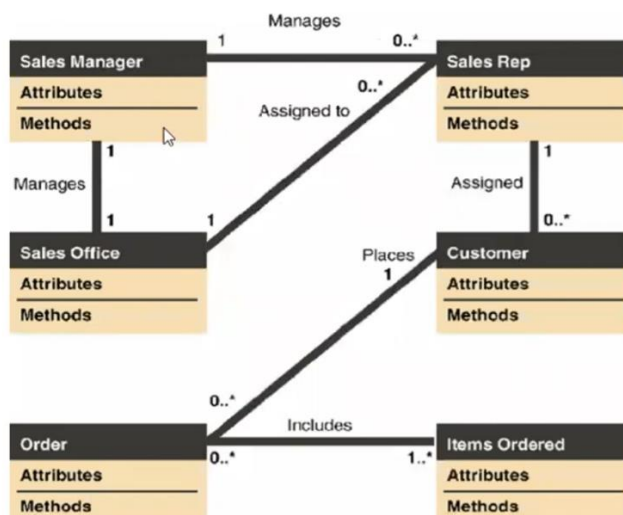 Manages
1
0..*
Sales Manager
Attributes
Methods
Sales Rep
Attributes
Methods
0..*
Assigned to
1
Manages
1
1
Assigned
0..*
1
Sales Office
Attributes
Methods
Places
1
Customer
Attributes
Methods
0..*
Includes
Order
Attributes
Methods
0..*
1..*
Items Ordered
Attributes
Methods